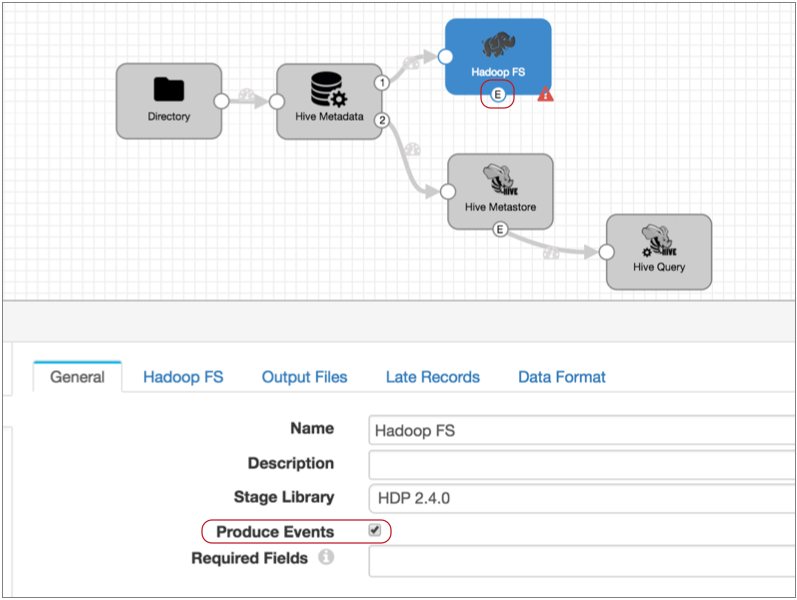 Hadoop FS
E
1
Directory
Hive Metadata
2
HIVE
Hive Metastore
E
HIVE
Hive Query
General
Hadoop FS
Output Files
Late Records
Data Format
Name
Hadoop FS
Description
Stage Library
HDP 2.4.0
Produce Events
Required Fields